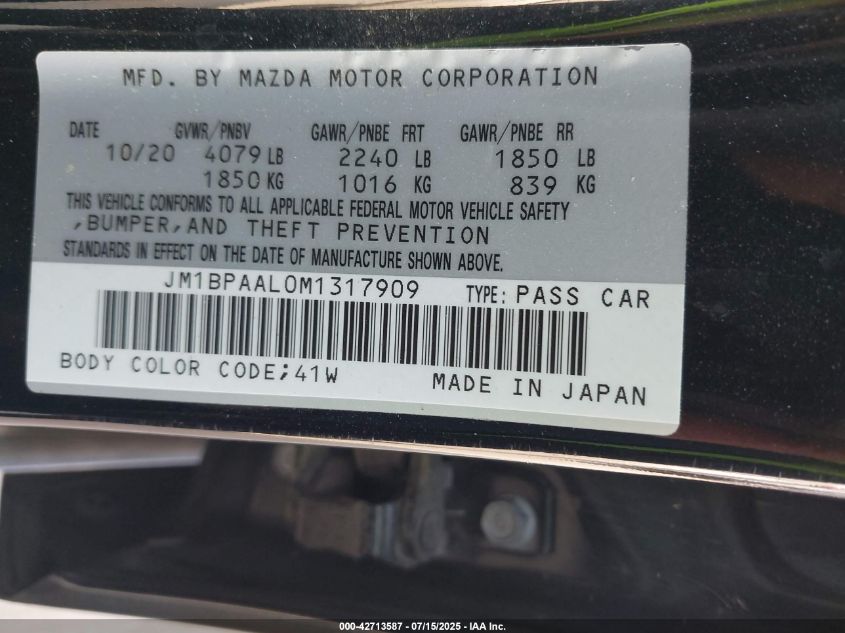 MFD. BY MAZDA MOTOR CORPORATION
DATE GVWR/PNBV GAWR/PNBE FRT GAWR/PNBE RR
10/20 4079 LB 2240 LB 1850 LB
1850 KG 1016 KG 839 KG
THIS VEHICLE CONFORMS TO ALL APPLICABLE FEDERAL MOTOR VEHICLE SAFETY
,BUMPER,AND THEFT PREVENTION
STANDARDS IN EFFECT ON THE DATE OF MANUFACTURE SHOWN ABOVE.
JM1BPAAL0M1317909 TYPE: PASS CAR
BODY COLOR CODE;41W MADE IN JAPAN
000-42713587 - 07/15/2025 - IAA Inc.